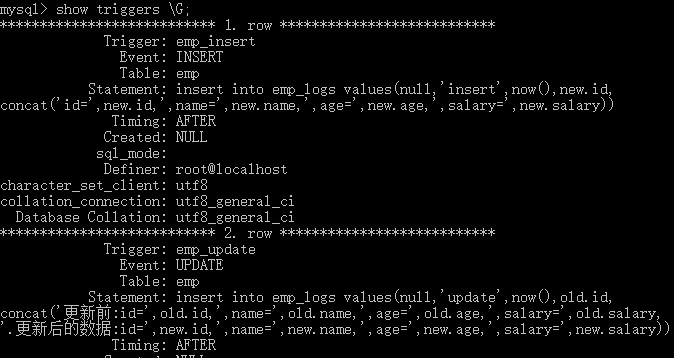 mysql> show triggers \G;
*************************** 1. row ***************************
Trigger: emp_insert
Event: INSERT
Table: emp
Statement: insert into emp_logs values(null,'insert',now(),new.id,
concat('id=',new.id,',name=',new.name,',age=',new.age,',salary=',new.salary))
Timing: AFTER
Created: NULL
sql_mode:
Definer: root@localhost
character_set_client: utf8
collation_connection: utf8_general_ci
Database Collation: utf8_general_ci
*************************** 2. row ***************************
Trigger: emp_update
Event: UPDATE
Table: emp
Statement: insert into emp_logs values(null,'update',now(),old.id,
concat('更新前:id=',old.id,',name=',old.name,',age=',old.age,',salary=',old.salary,
'.更新后的数据:id=',new.id,',name=',new.name,',age=',new.age,',salary=',new.salary))
Timing: AFTER
Created: NULL